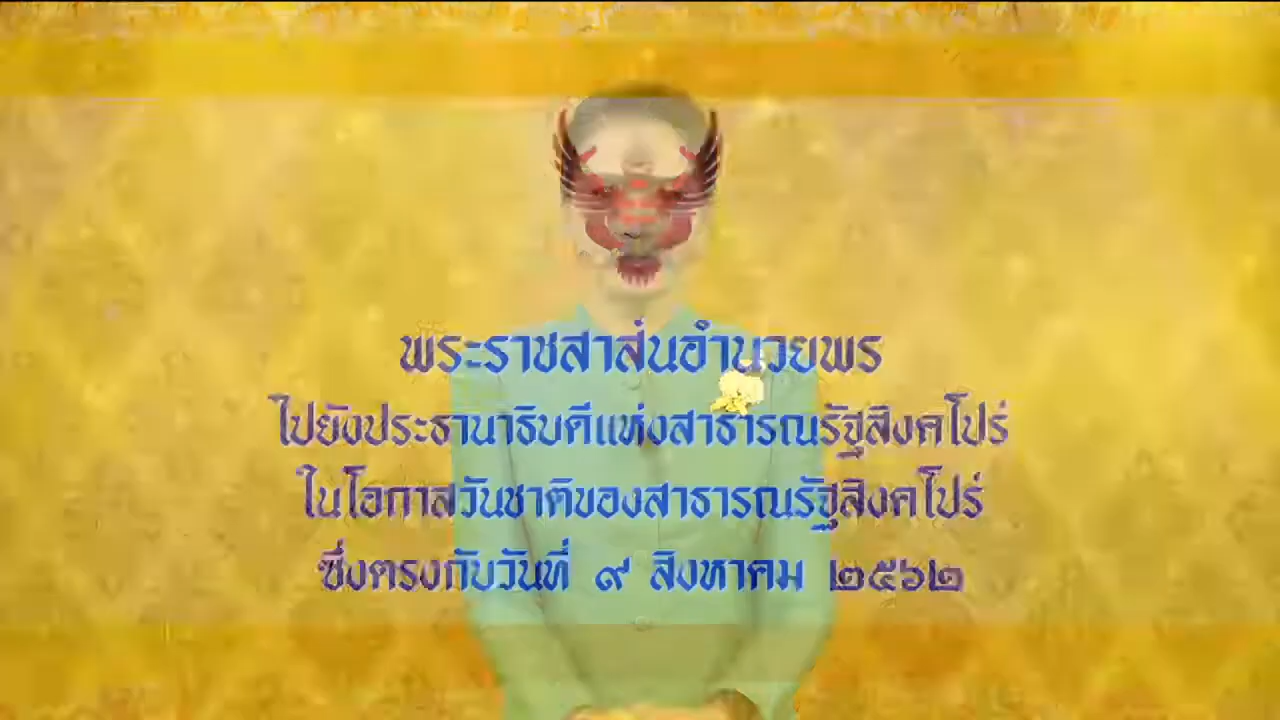 พระราชสาส์นอำนวยพร
ไปยังประธานาธิบดีแห่งสาธารณรัฐสิงคโปร์
ในโอกาสวันชาติของสาธารณรัฐสิงคโปร์
ซึ่งตรงกับวันที่ ๙ สิงหาคม ๒๕๖๒